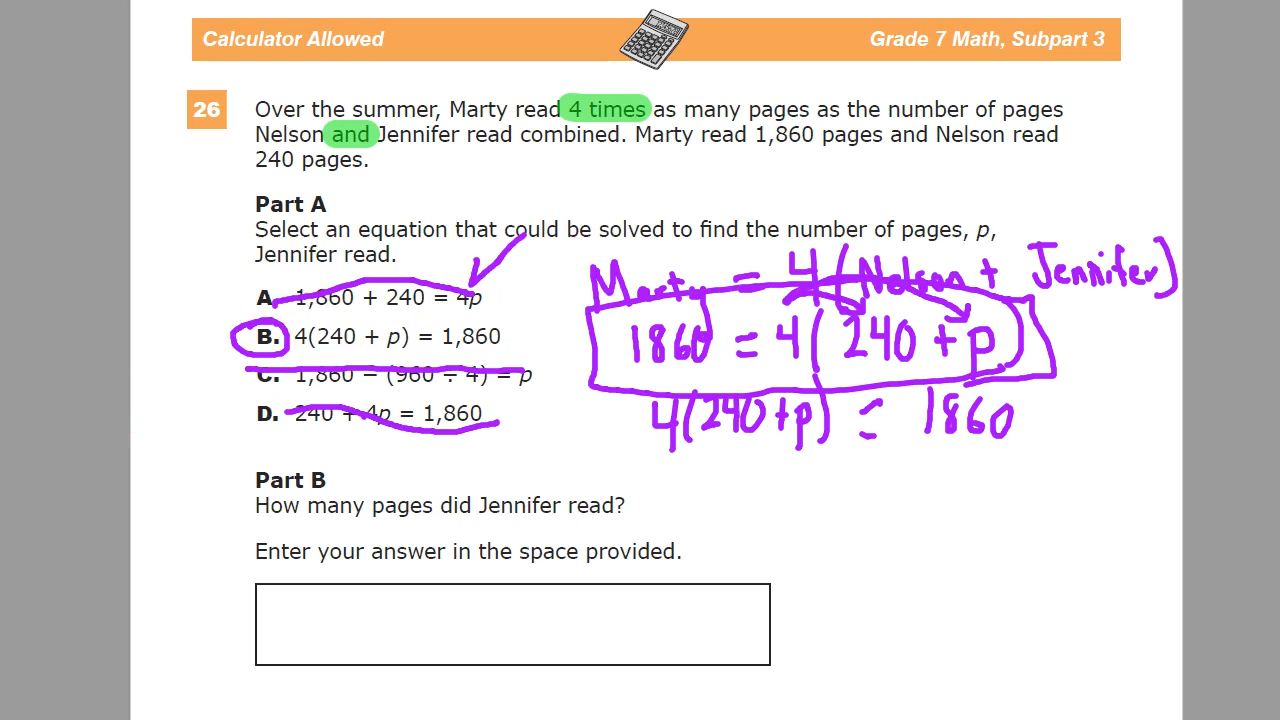 Calculator Allowed
Grade 7 Math, Subpart 3
26
Over the summer, Marty read 4 times as many pages as the number of pages
Nelson and Jennifer read combined. Marty read 1,860 pages and Nelson read
240 pages.
Part A
Select an equation that could be solved to find the number of pages, p,
Jennifer read.
Marty = 4(Nelson + Jennifer)
A. 1,860 + 240 = 4p
B. 4(240 + p) = 1,860
1860 = 4(240 + p)
C. 1,860 − (960 ÷ 4) = p
D. 240 + 4p = 1,860
4(240 + p) = 1860
Part B
How many pages did Jennifer read?
Enter your answer in the space provided.